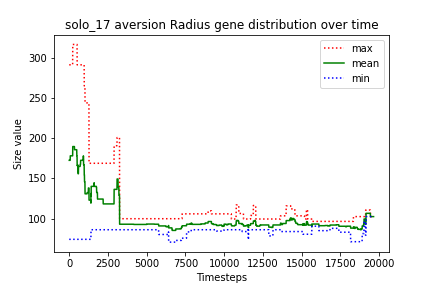 solo_17 aversion Radius gene distribution over time
max
mean
min
Size value
300
250
200
150
100
0 2500 5000 7500 10000 12500 15000 17500 20000
Timesteps